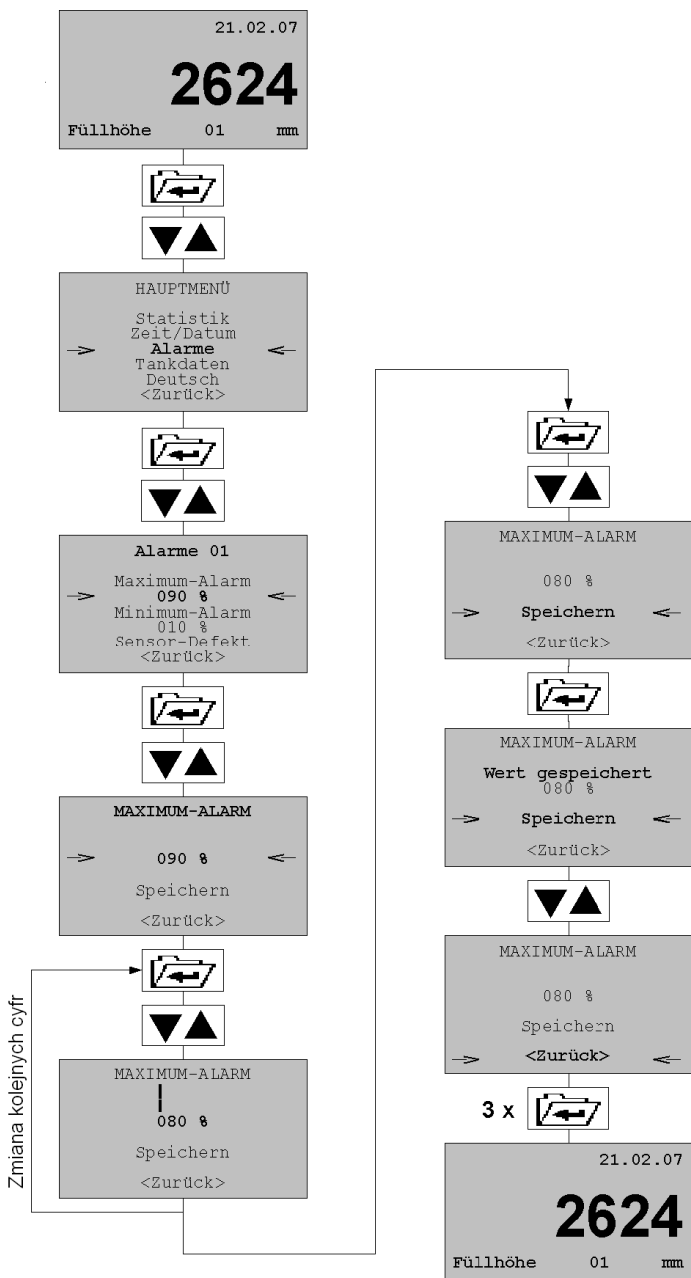 21.02.07
2624
Füllhöhe 01 mm
HAUPTMENÜ
Statistik
Zeit/Datum
Alarme
Tankdaten
Deutsch
<Zurück>
Alarme 01
Maximum-Alarm
090 %
Minimum-Alarm
010 %
Sensor-Defekt
<Zurück>
MAXIMUM-ALARM
090 %
Speichern
<Zurück>
Zmiana kolejnych cyfr
MAXIMUM-ALARM
080 %
Speichern
<Zurück>
MAXIMUM-ALARM
080 %
Speichern
<Zurück>
MAXIMUM-ALARM
Wert gespeichert
080 %
Speichern
<Zurück>
MAXIMUM-ALARM
080 %
Speichern
<Zurück>
3 x
21.02.07
2624
Füllhöhe 01 mm